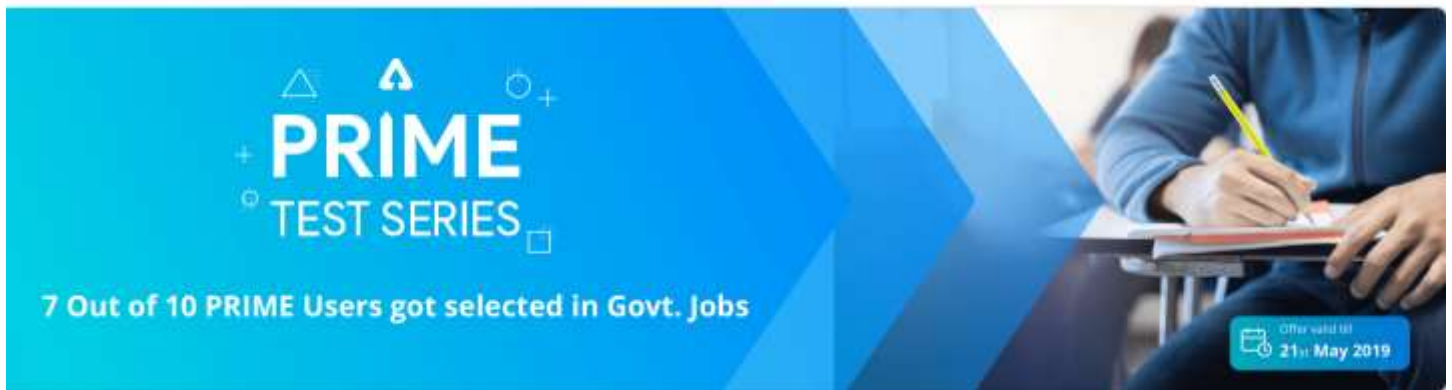 PRIME
TEST SERIES
7 Out of 10 PRIME Users got selected in Govt. Jobs
Offer valid till
21st May 2019